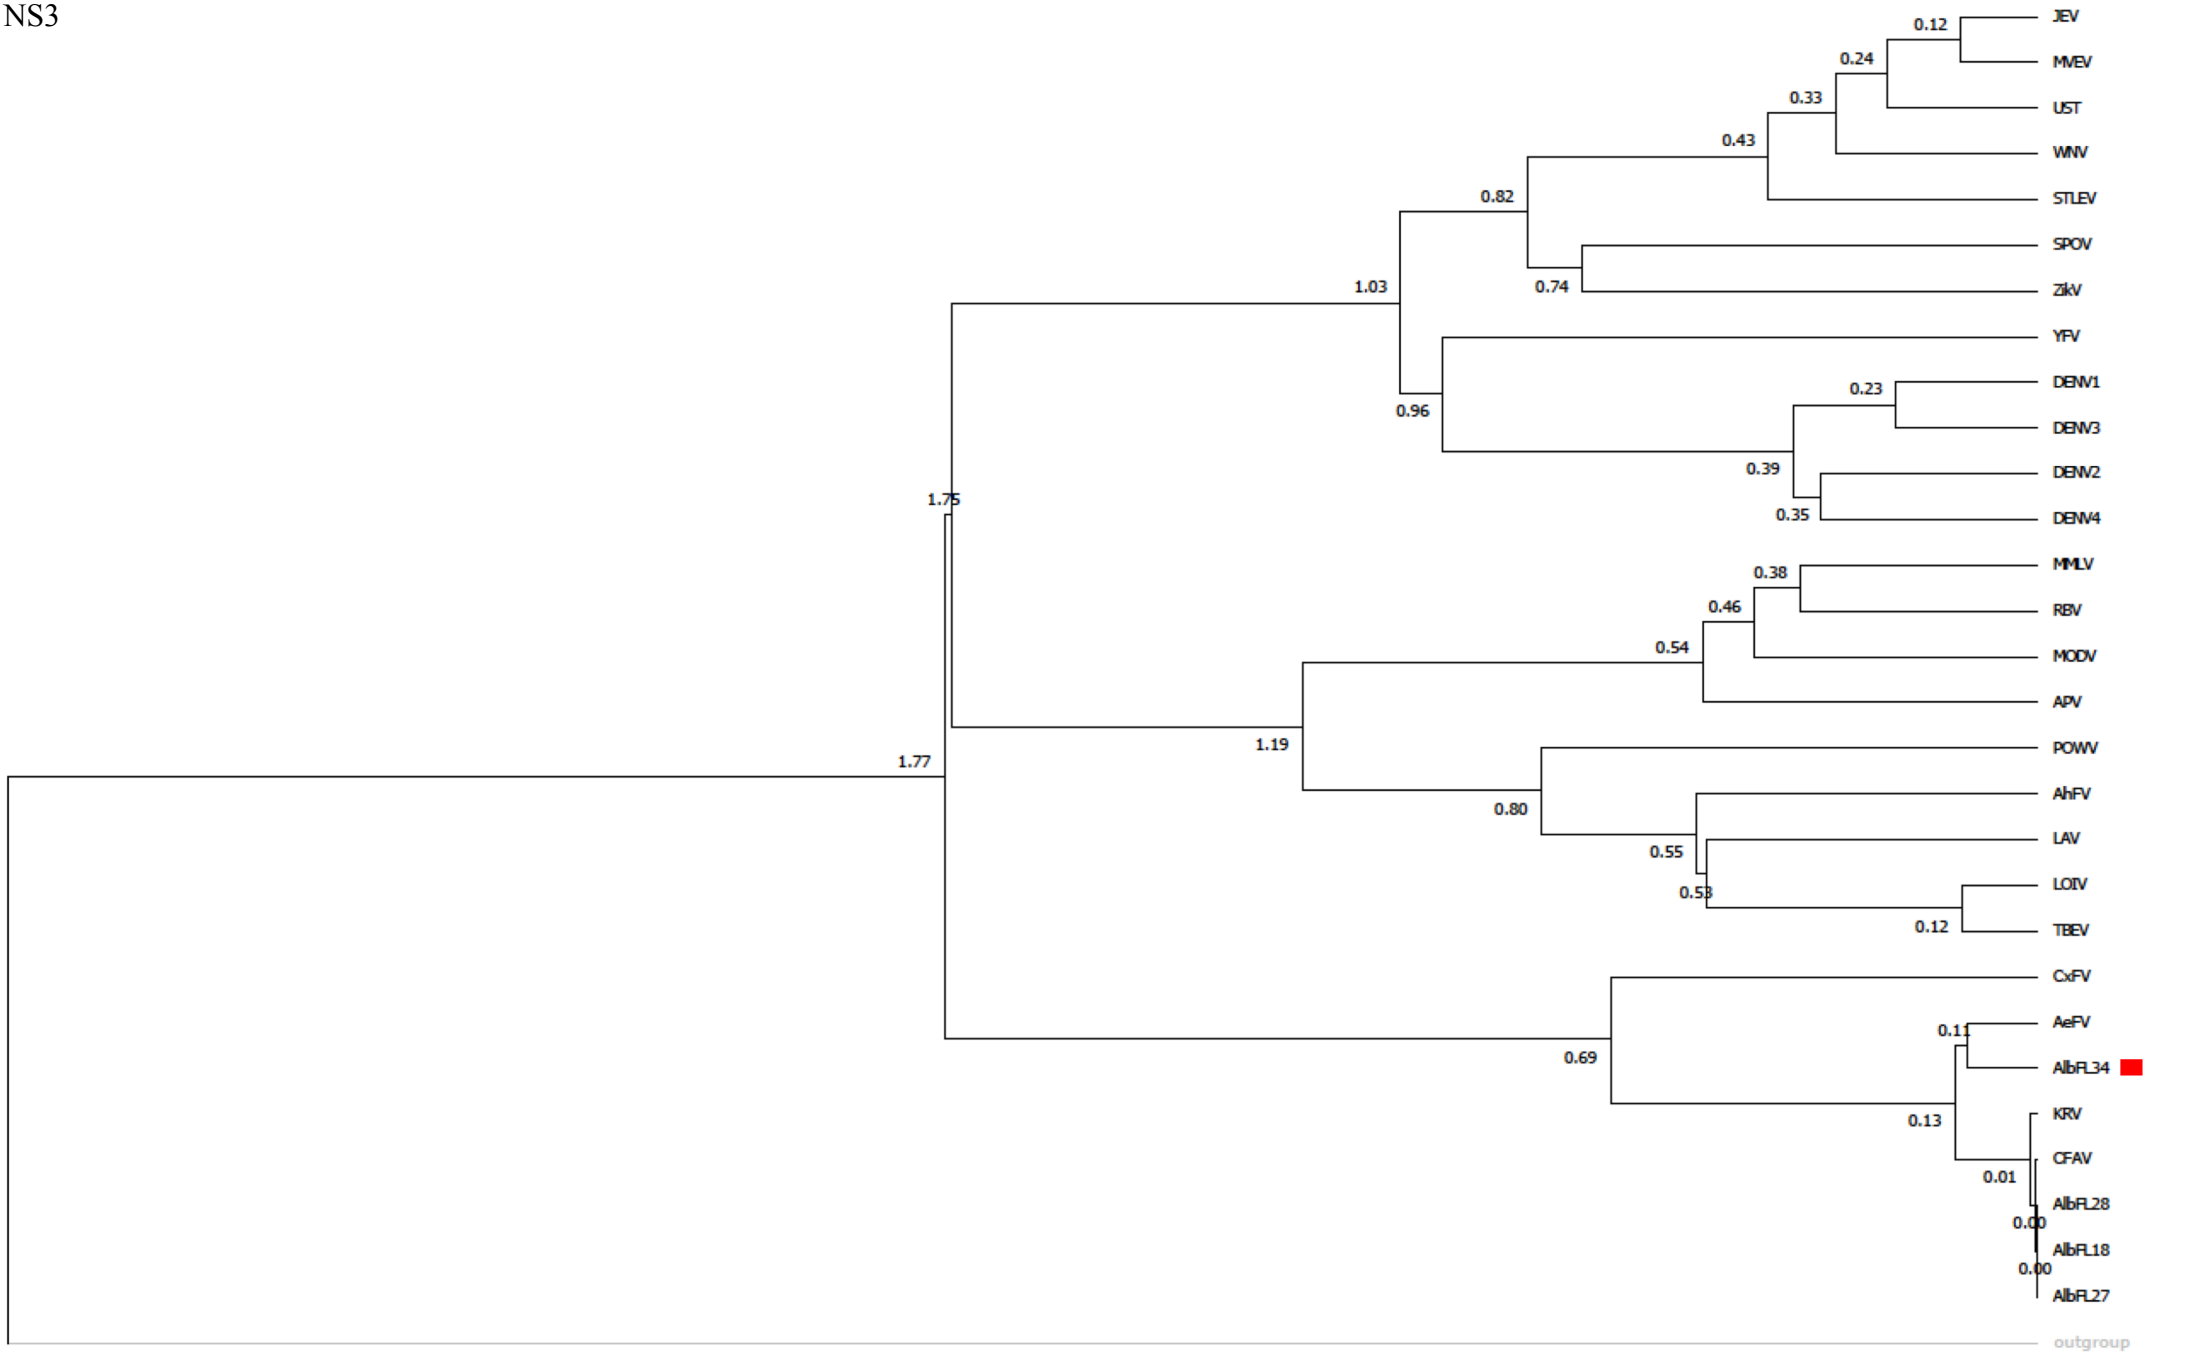 NS3
JEV
0.12
MVEV
0.24
UST
0.33
WNV
0.43
STLEV
0.82
SPOV
1.03
0.74
ZikV
YFV
DENV1
0.23
0.96
DENV3
0.39
DENV2
1.75
0.35
DENV4
MMLV
0.38
0.46
RBV
0.54
MODV
APV
1.19
POWV
1.77
AhFV
0.80
LAV
0.55
LOIV
0.53
TBEV
0.12
CxFV
AeFV
0.11
0.69
AlbFL34
KRV
0.13
CFAV
0.01
AlbFL28
0.00
AlbFL18
0.00
AlbFL27
outgroup